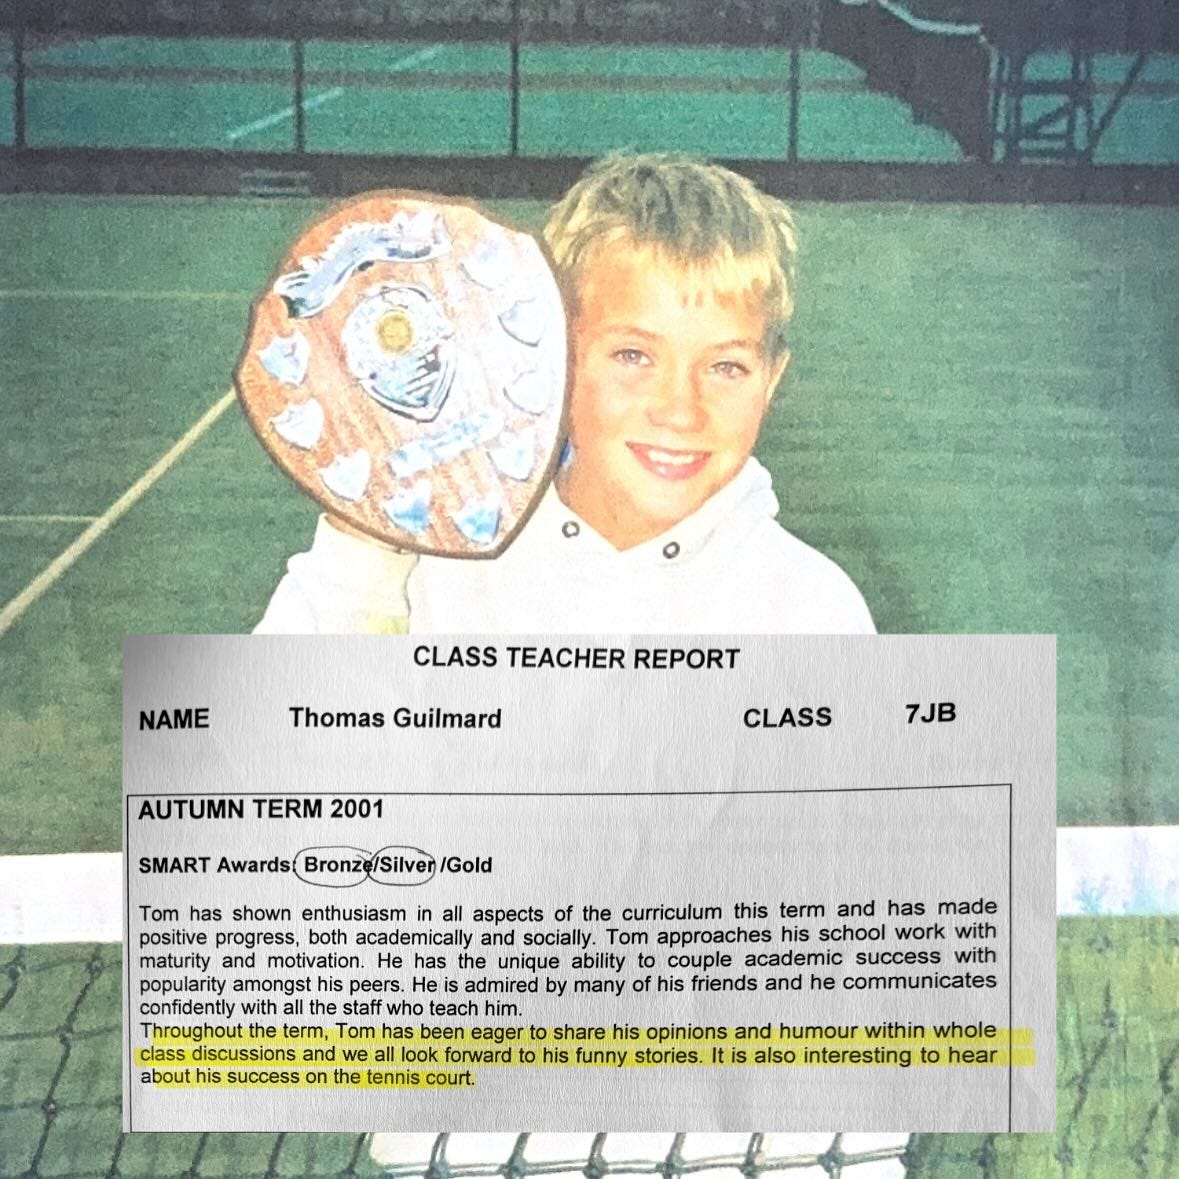 CLASS TEACHER REPORT
NAME Thomas Guilmard CLASS 7JB
AUTUMN TERM 2001
SMART Awards: Bronze/Silver /Gold
Tom has shown enthusiasm in all aspects of the curriculum this term and has made
positive progress, both academically and socially. Tom approaches his school work with
maturity and motivation. He has the unique ability to couple academic success with
popularity amongst his peers. He is admired by many of his friends and he communicates
confidently with all the staff who teach him.
Throughout the term, Tom has been eager to share his opinions and humour within whole
class discussions and we all look forward to his funny stories. It is also interesting to hear
about his success on the tennis court.